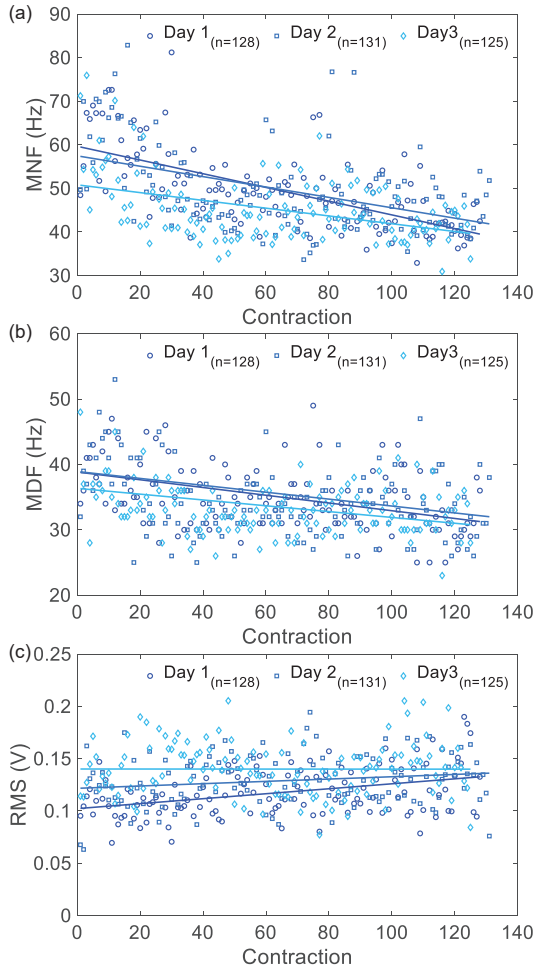 (a)
90
80
70
60
50
40
30
MNF (Hz)
Day 1(n=128) Day 2(n=131) Day3(n=125)
0 20 40 60 80 100 120 140
Contraction
(b)
60
50
40
30
20
MDF (Hz)
Day 1(n=128) Day 2(n=131) Day3(n=125)
0 20 40 60 80 100 120 140
Contraction
(c)
0.25
0.2
0.15
0.1
0.05
0
RMS (V)
Day 1(n=128) Day 2(n=131) Day3(n=125)
0 20 40 60 80 100 120 140
Contraction